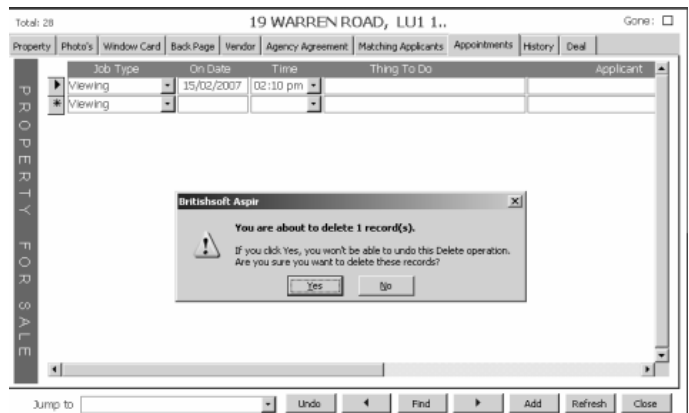 Total: 28 19 WARREN ROAD, LU1 1.. Gone:
Property Photo's Window Card Back Page Vendor Agency Agreement Matching Applicants Appointments History Deal
Job Type On Date Time Thing To Do Applicant
Viewing 15/02/2007 02:10 pm
Viewing
PROPERTY FOR SALE
Britishsoft Aspir
You are about to delete 1 record(s).
If you click Yes, you won't be able to undo this Delete operation.
Are you sure you want to delete these records?
Yes No
Jump to Undo Find Add Refresh Close